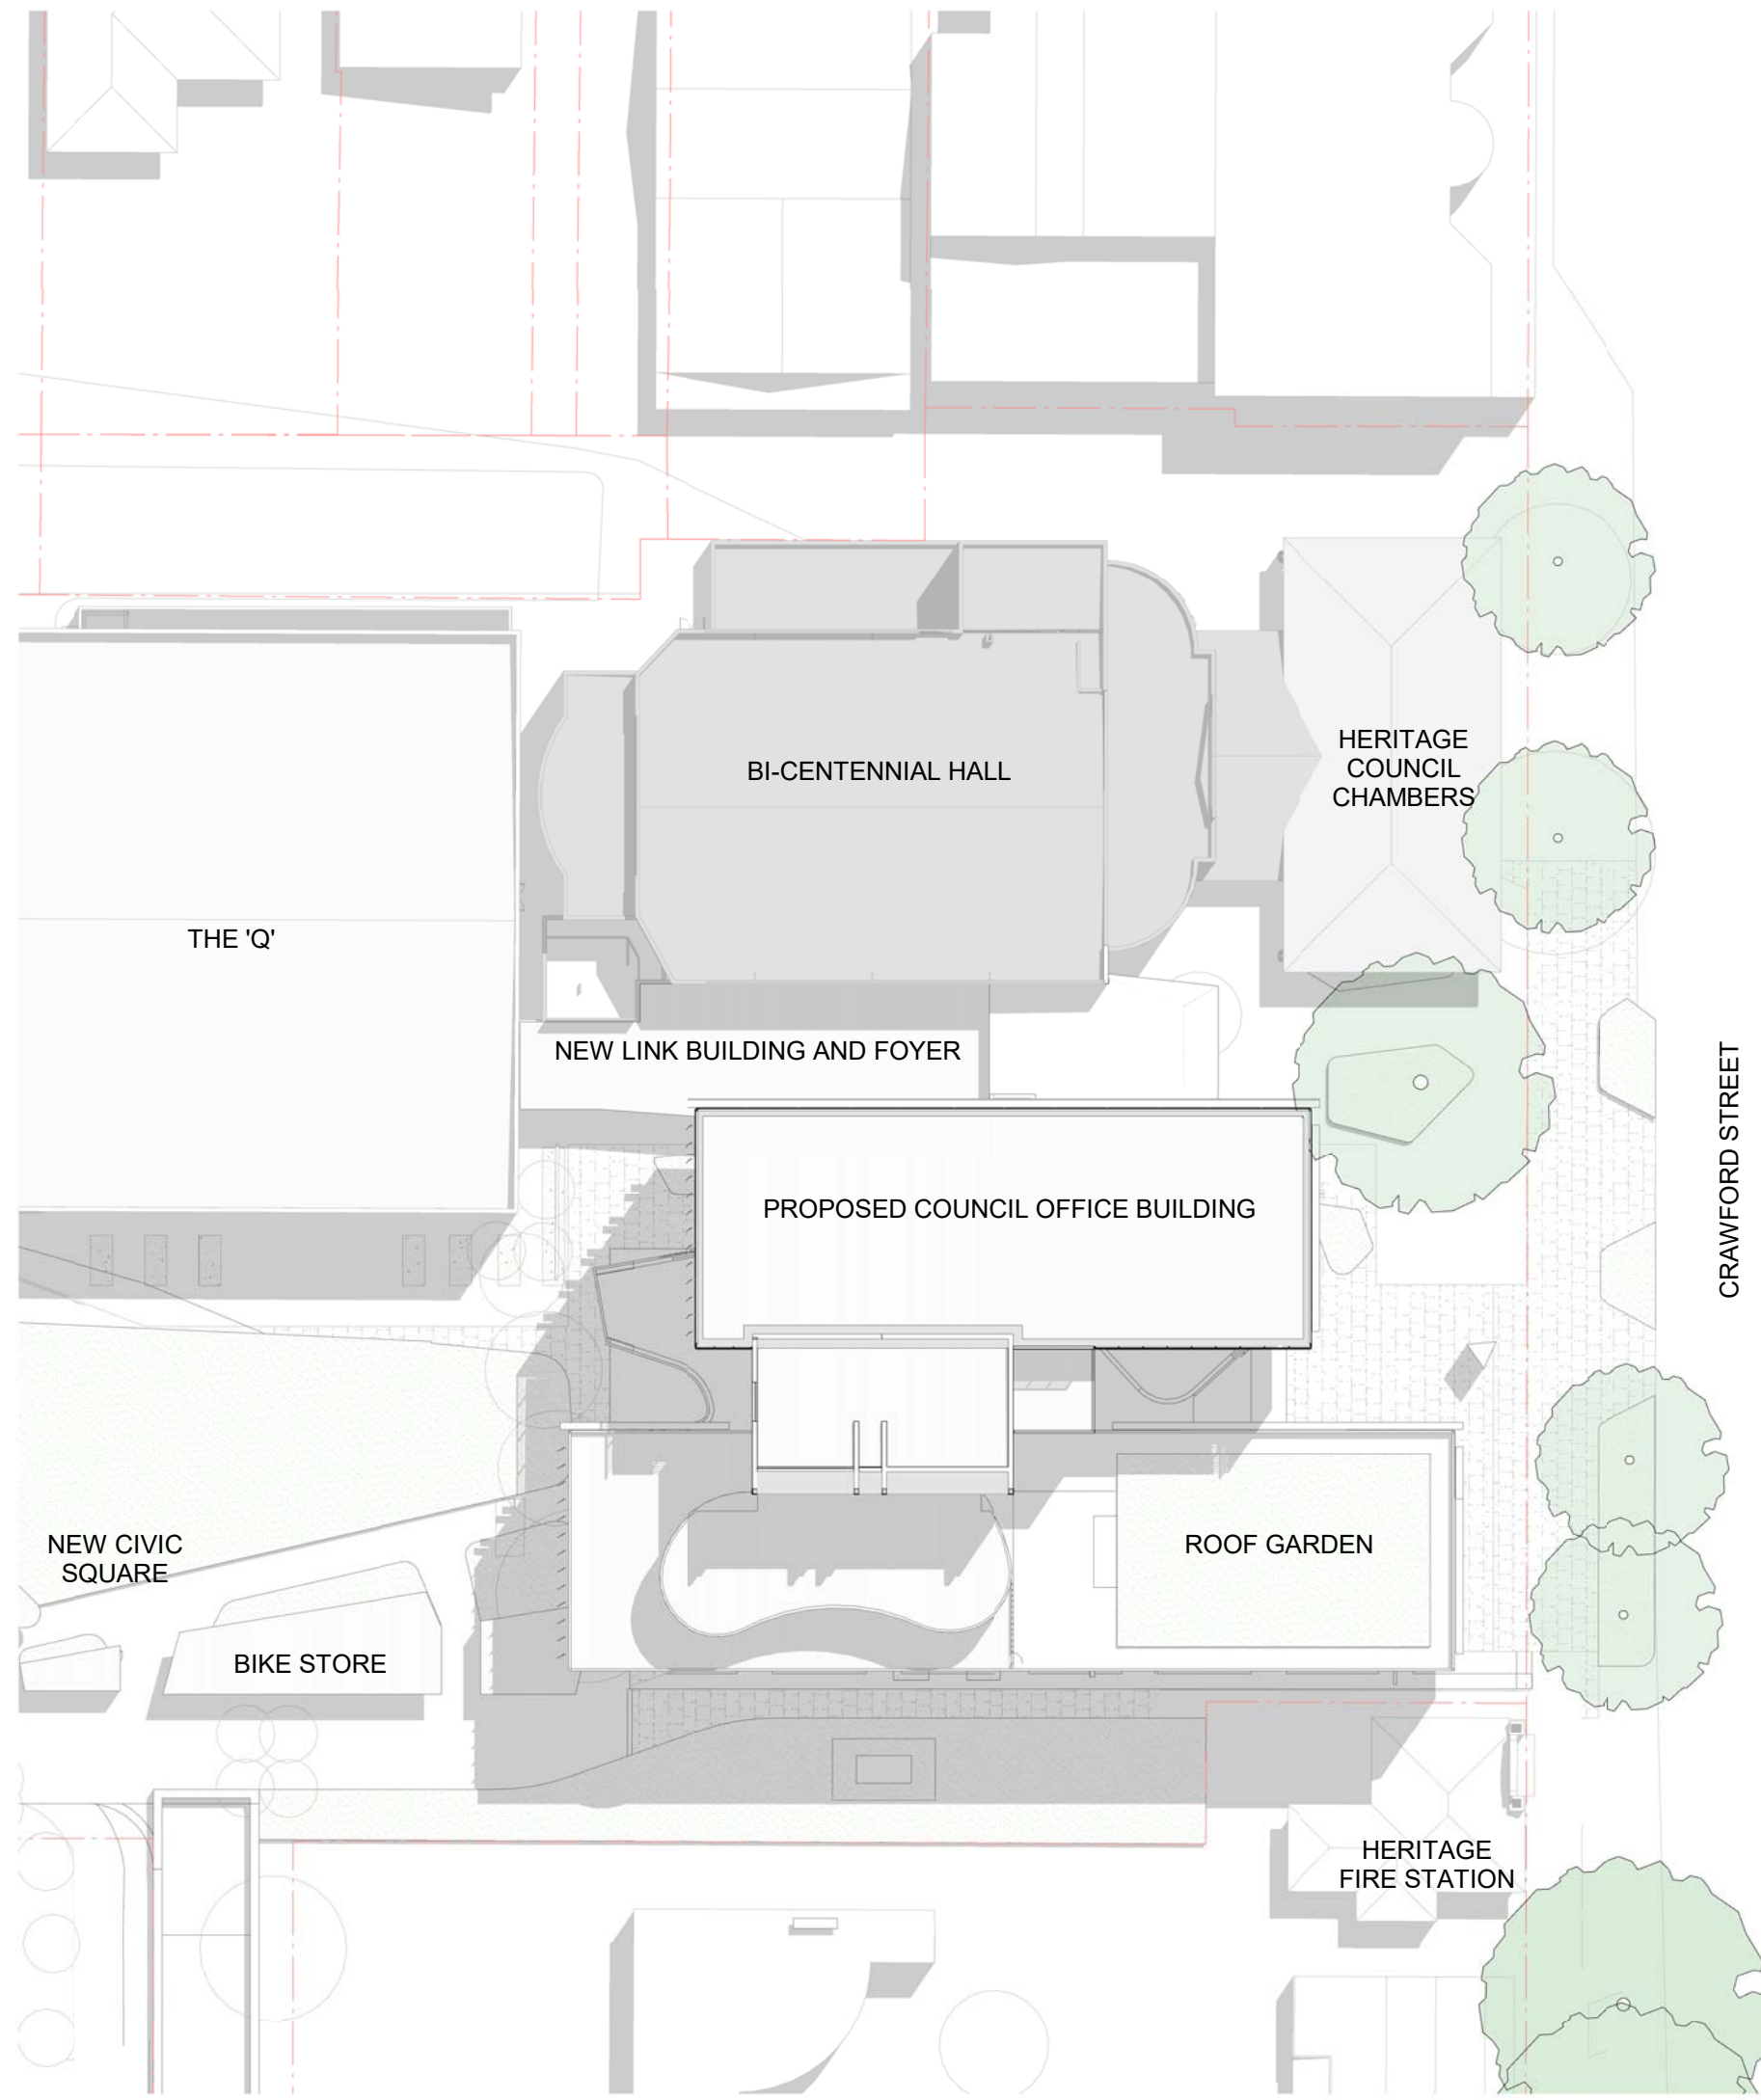 BI-CENTENNIAL HALL
HERITAGE
COUNCIL
CHAMBERS
THE 'Q'
NEW LINK BUILDING AND FOYER
CRAWFORD STREET
PROPOSED COUNCIL OFFICE BUILDING
NEW CIVIC
SQUARE
ROOF GARDEN
BIKE STORE
HERITAGE
FIRE STATION